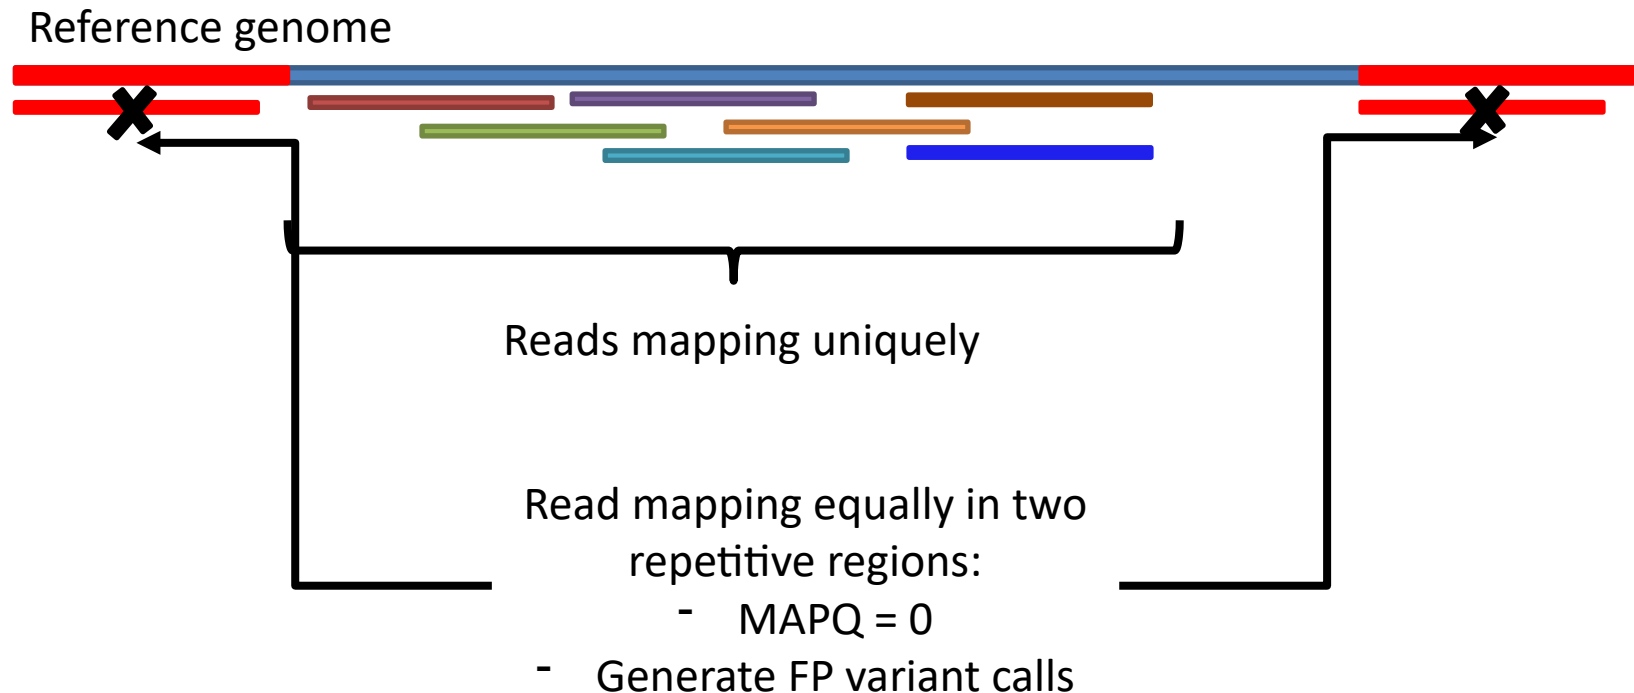 Reference genome
Reads mapping uniquely
Read mapping equally in two
repetitive regions:
- MAPQ = 0
- Generate FP variant calls